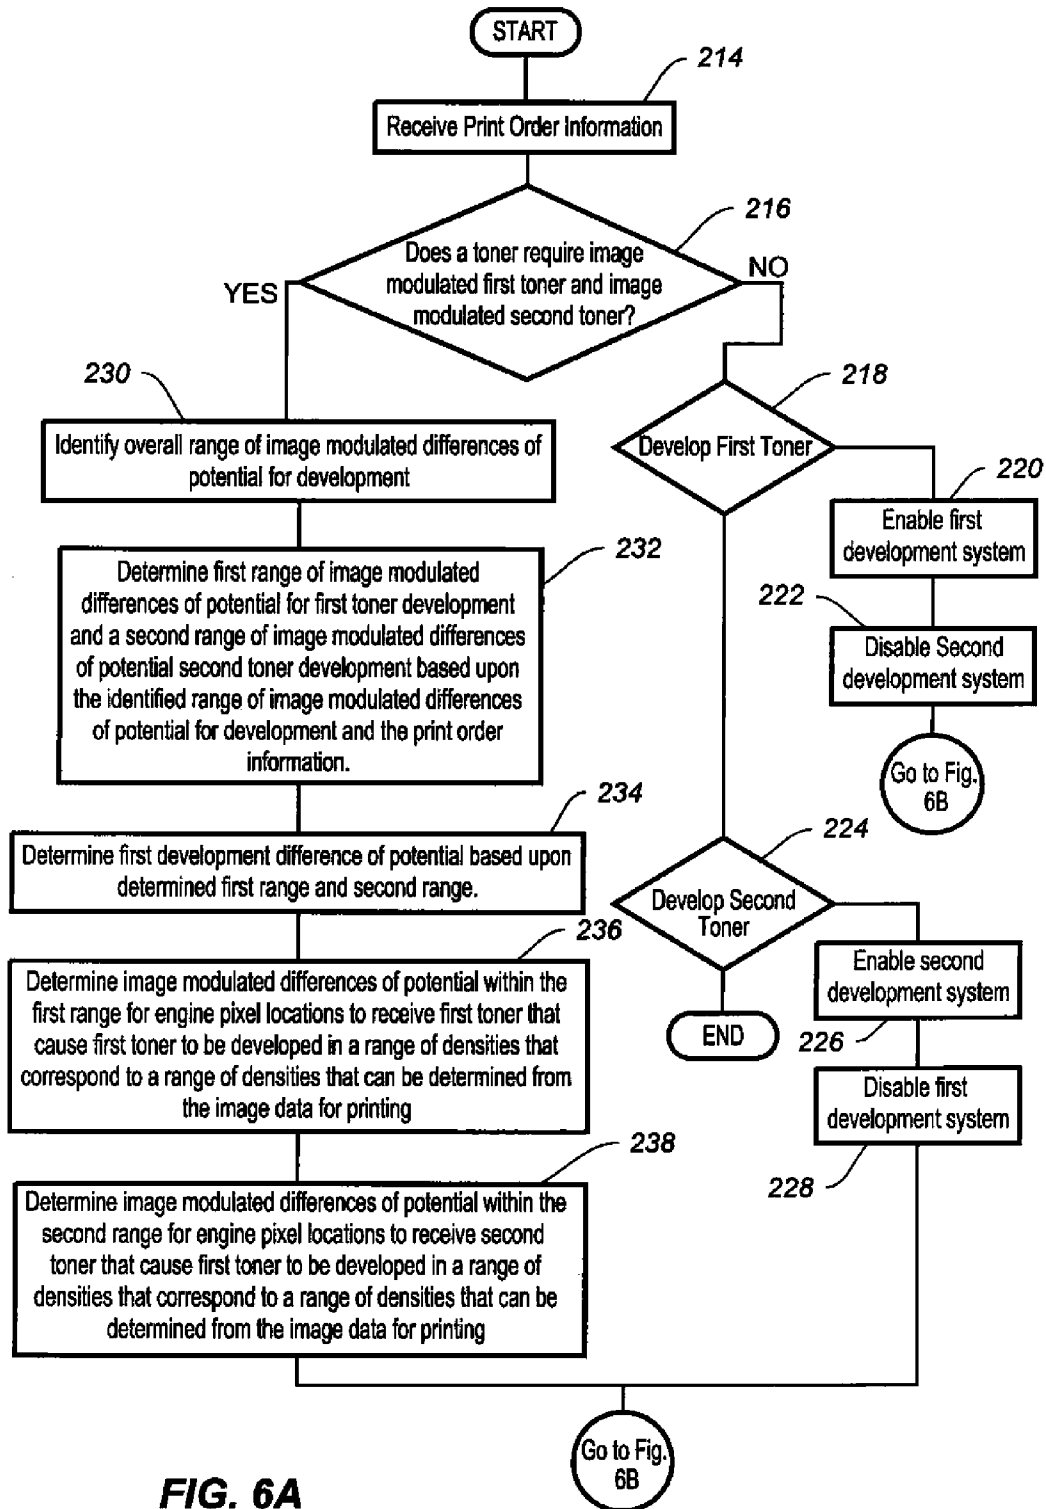 START
214
Receive Print Order Information
216
Does a toner require image
modulated first toner and image
modulated second toner?
YES
NO
230
218
Identify overall range of image modulated differences of
potential for development
Develop First Toner
220
Enable first
development system
232
Determine first range of image modulated
differences of potential for first toner development
and a second range of image modulated differences
of potential second toner development based upon
the identified range of image modulated differences
of potential for development and the print order
information.
222
Disable Second
development system
Go to Fig.
6B
234
Determine first development difference of potential based upon
determined first range and second range.
224
Develop Second
Toner
236
Determine image modulated differences of potential within the
first range for engine pixel locations to receive first toner that
cause first toner to be developed in a range of densities that
correspond to a range of densities that can be determined from
the image data for printing
Enable second
development system
226
END
Disable first
development system
228
238
Determine image modulated differences of potential within the
second range for engine pixel locations to receive second
toner that cause first toner to be developed in a range of
densities that correspond to a range of densities that can be
determined from the image data for printing
Go to Fig.
6B
FIG. 6A